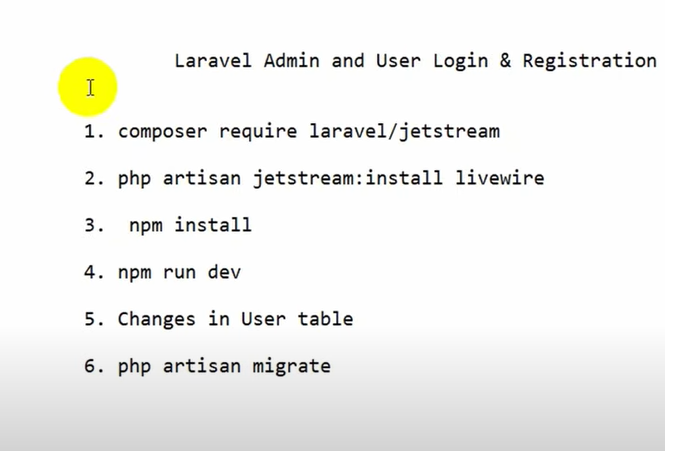 Laravel Admin and User Login & Registration
1. composer require laravel/jetstream
2. php artisan jetstream:install livewire
3. npm install
4. npm run dev
5. Changes in User table
6. php artisan migrate